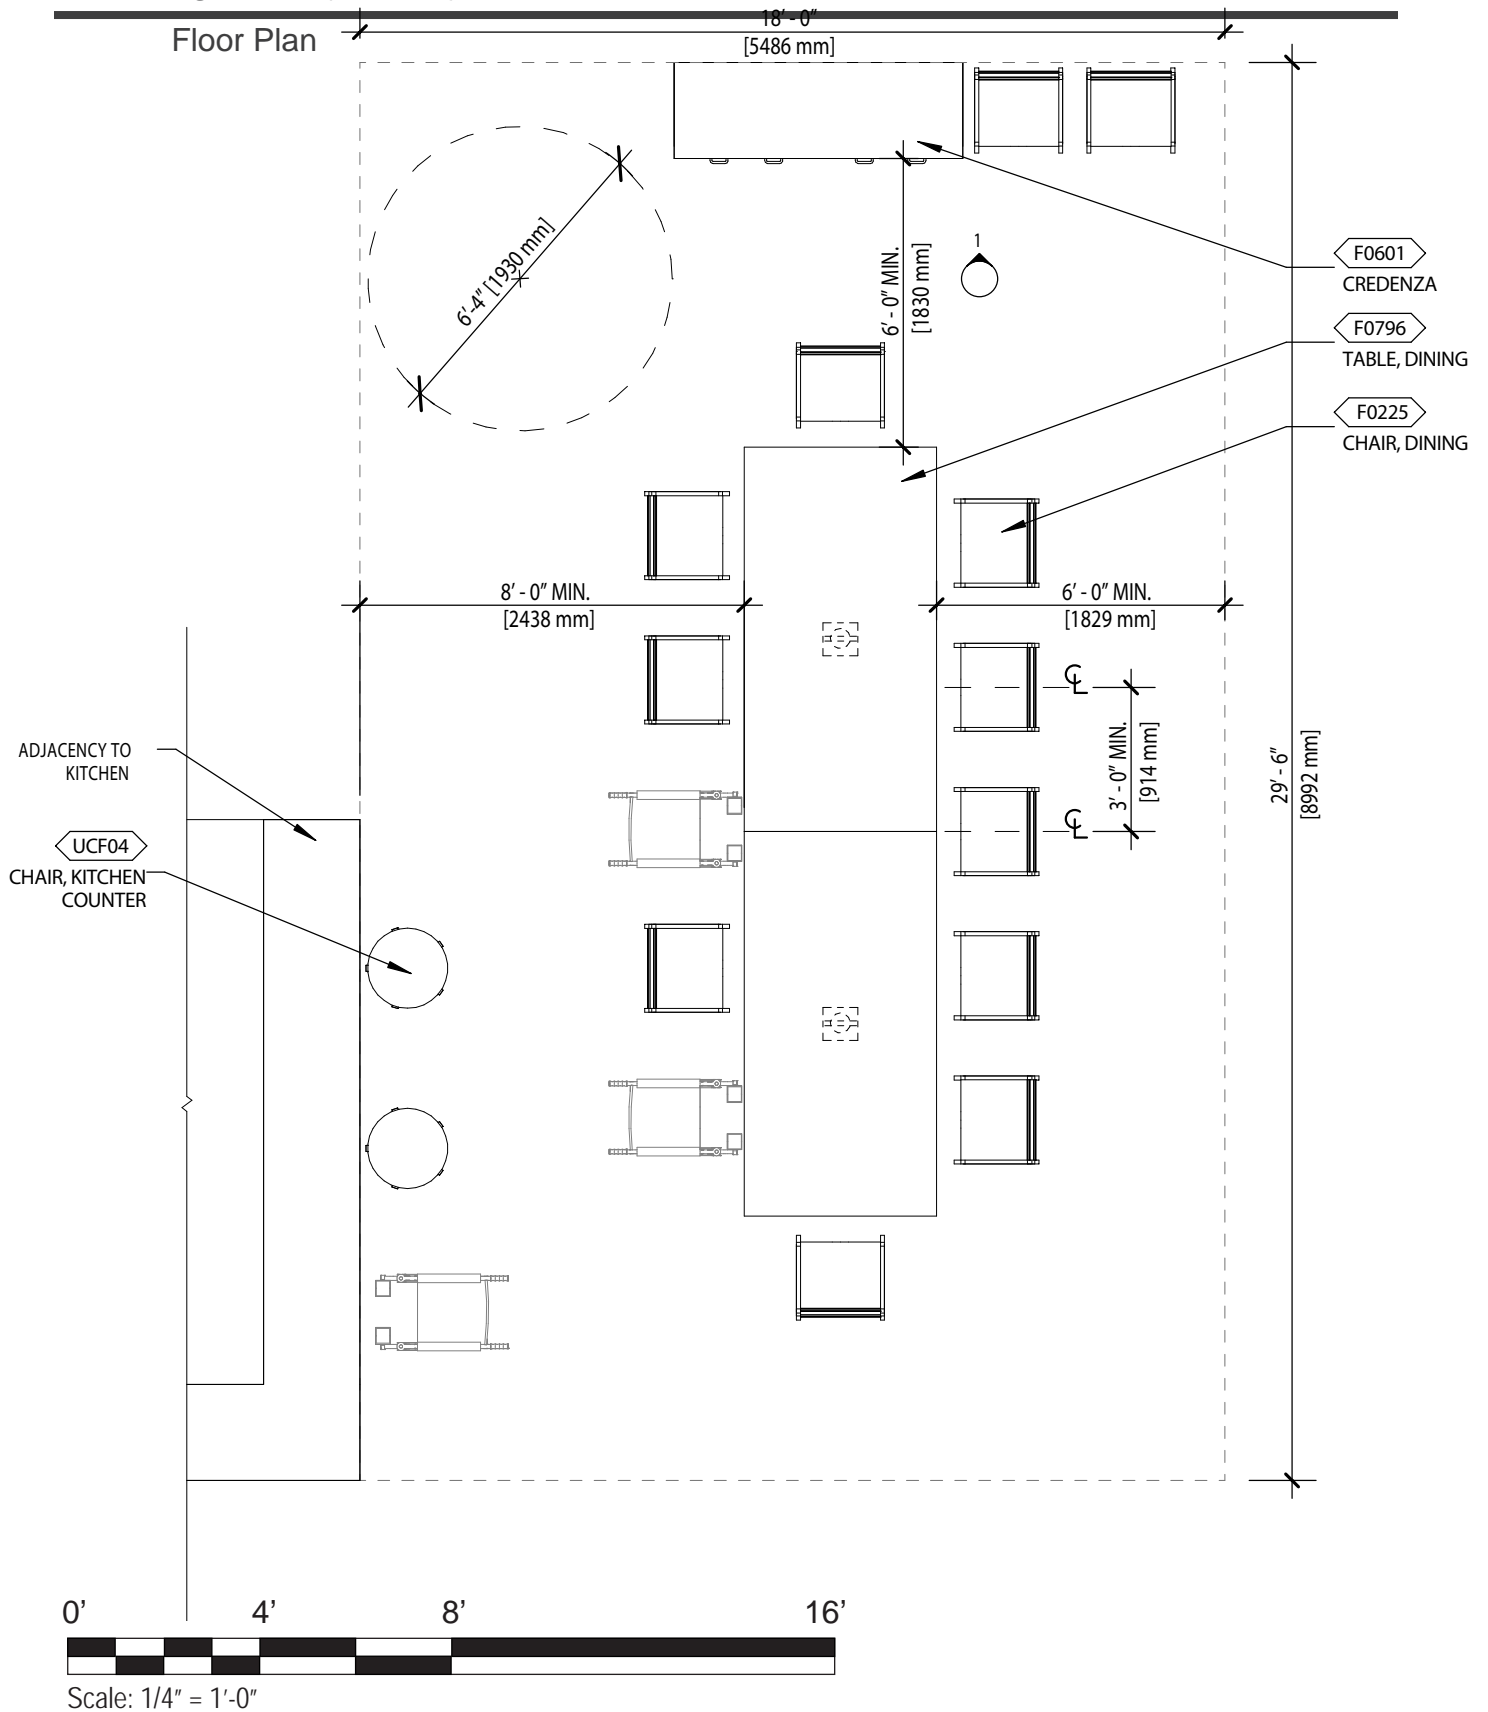 18' - 0"
[5486 mm]
Floor Plan
6'-4" [1930 mm]
6' - 0" MIN.
[1830 mm]
1
F0601
CREDENZA
F0796
TABLE, DINING
F0225
CHAIR, DINING
8' - 0" MIN.
[2438 mm]
6' - 0" MIN.
[1829 mm]
℄
3' - 0" MIN.
[914 mm]
℄
29' - 6"
[8992 mm]
ADJACENCY TO
KITCHEN
UCF04
CHAIR, KITCHEN
COUNTER
0' 4' 8' 16'
Scale: 1/4" = 1'-0"